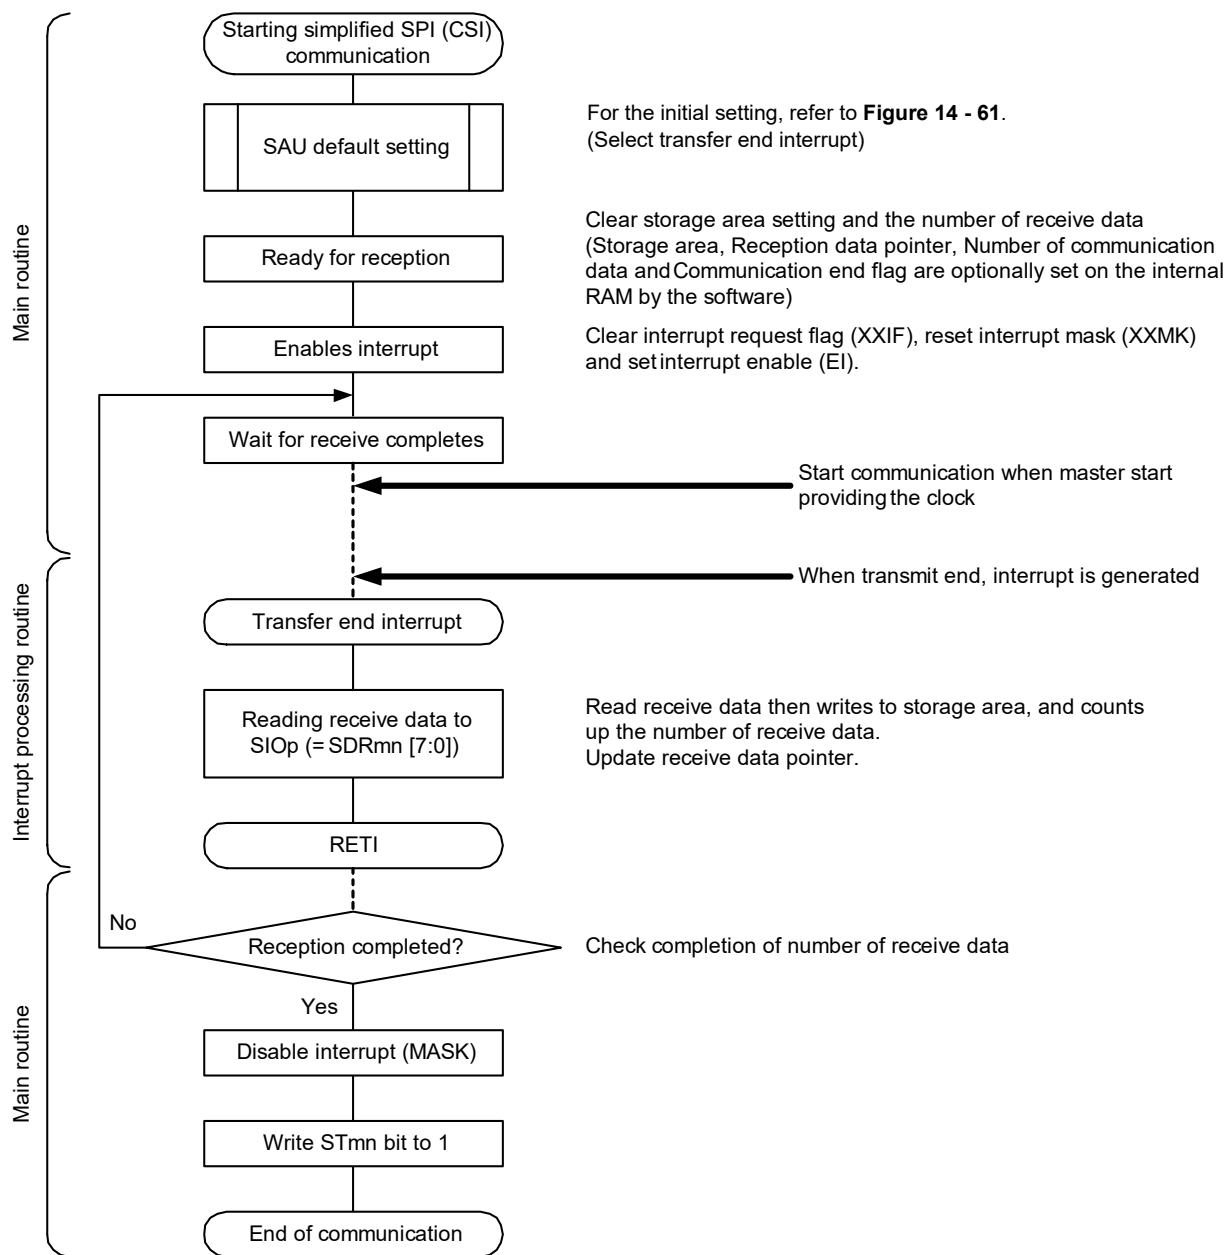 Starting simplified SPI (CSI)
communication
SAU default setting
For the initial setting, refer to Figure 14 - 61.
(Select transfer end interrupt)
Main routine
Ready for reception
Clear storage area setting and the number of receive data
(Storage area, Reception data pointer, Number of communication
data and Communication end flag are optionally set on the internal
RAM by the software)
Enables interrupt
Clear interrupt request flag (XXIF), reset interrupt mask (XXMK)
and set interrupt enable (EI).
Wait for receive completes
Start communication when master start
providing the clock
When transmit end, interrupt is generated
Interrupt processing routine
Transfer end interrupt
Reading receive data to
SIOp (= SDRmn [7:0])
Read receive data then writes to storage area, and counts
up the number of receive data.
Update receive data pointer.
RETI
Main routine
No
Reception completed?
Check completion of number of receive data
Yes
Disable interrupt (MASK)
Write STmn bit to 1
End of communication